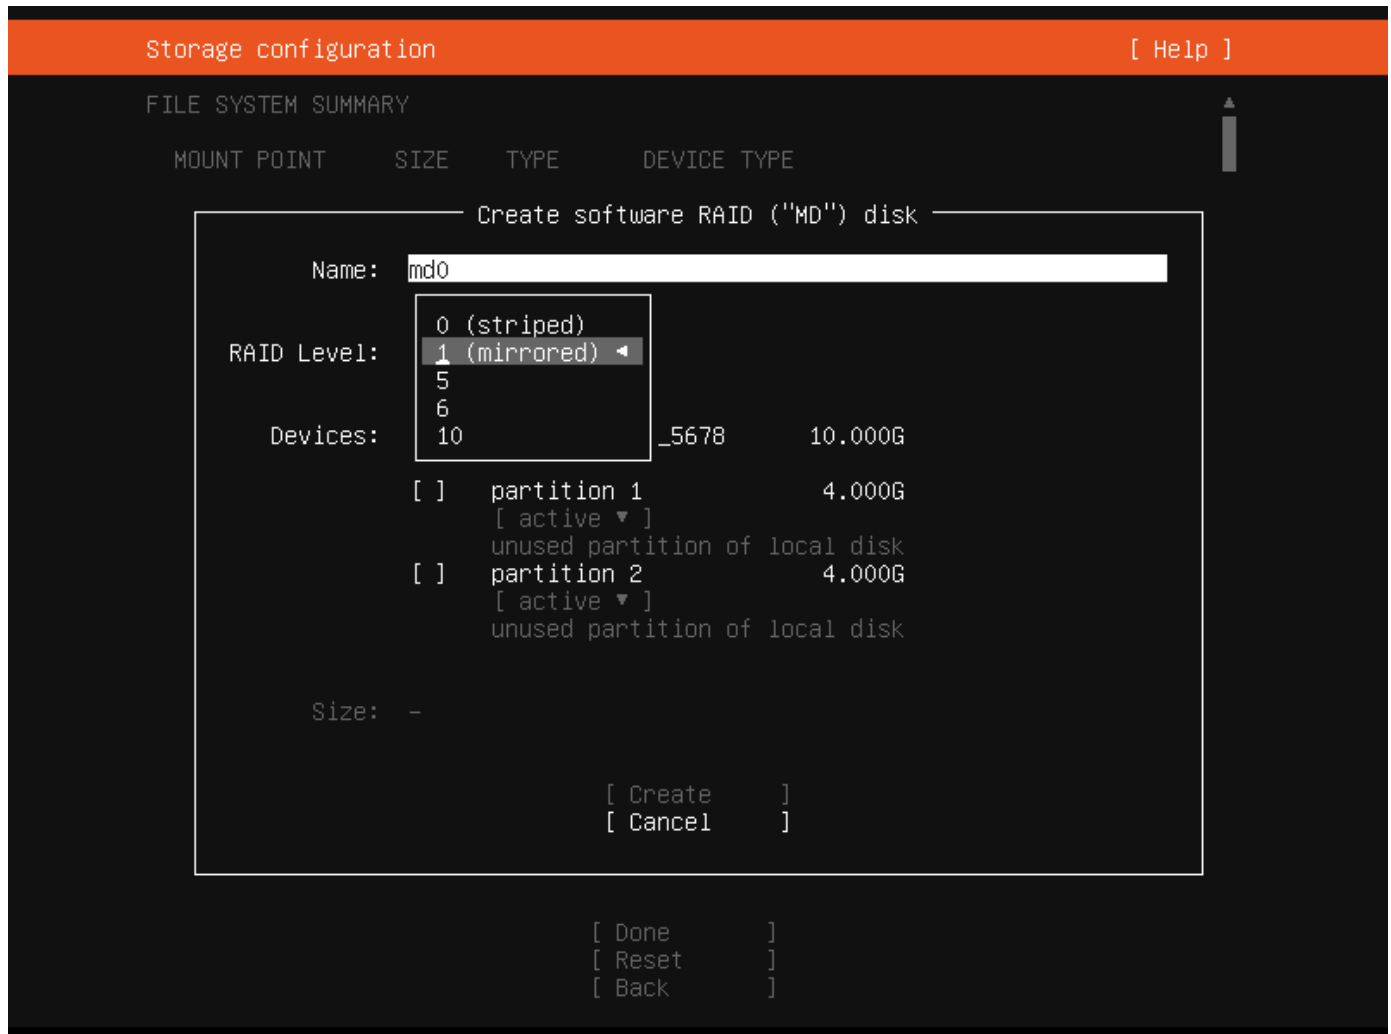 Storage configuration [ Help ]
FILE SYSTEM SUMMARY ▲
MOUNT POINT SIZE TYPE DEVICE TYPE
Create software RAID ("MD") disk
Name: md0
0 (striped)
RAID Level: 1 (mirrored) ◄
5
6
Devices: 10 _5678 10.000G
[ ] partition 1 4.000G
[ active ▼ ]
unused partition of local disk
[ ] partition 2 4.000G
[ active ▼ ]
unused partition of local disk
Size: -
[ Create ]
[ Cancel ]
[ Done ]
[ Reset ]
[ Back ]